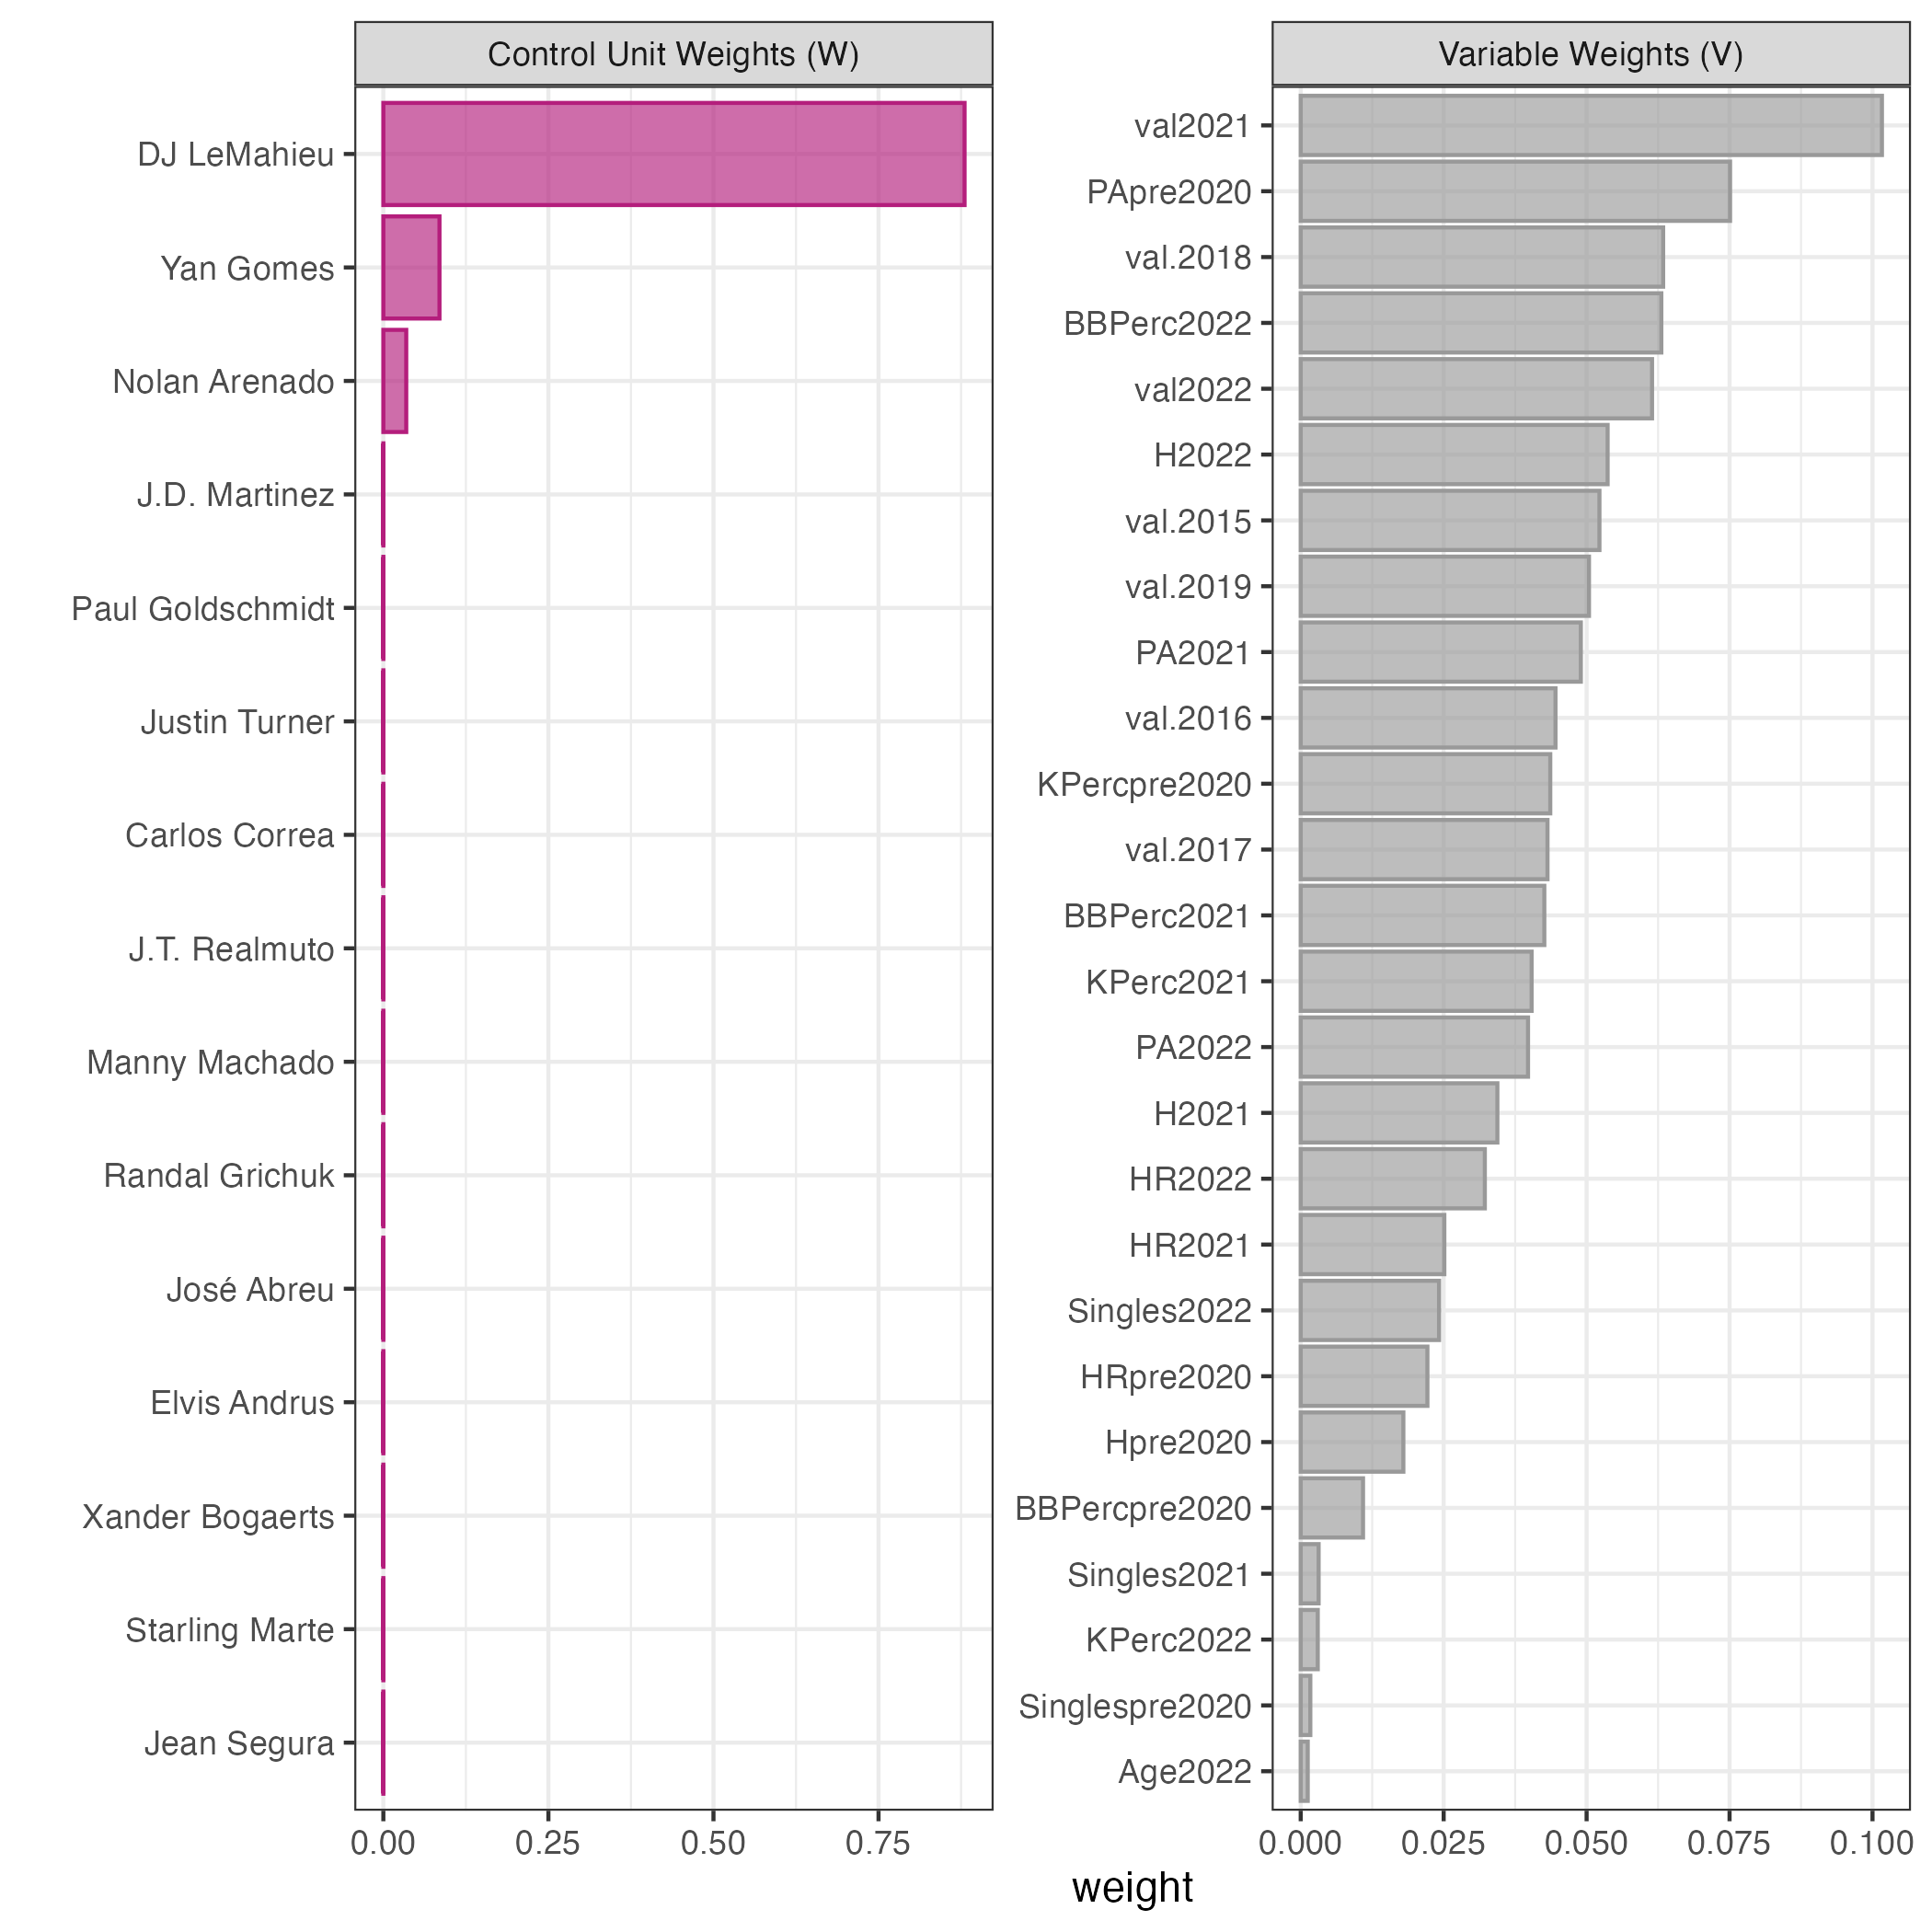 Control Unit Weights (W)
DJ LeMahieu
Yan Gomes
Nolan Arenado
J.D. Martinez
Paul Goldschmidt
Justin Turner
Carlos Correa
J.T. Realmuto
Manny Machado
Randal Grichuk
José Abreu
Elvis Andrus
Xander Bogaerts
Starling Marte
Jean Segura
0.00 0.25 0.50 0.75
Variable Weights (V)
val2021
PApre2020
val.2018
BBPerc2022
val2022
H2022
val.2015
val.2019
PA2021
val.2016
KPercpre2020
val.2017
BBPerc2021
KPerc2021
PA2022
H2021
HR2022
HR2021
Singles2022
HRpre2020
Hpre2020
BBPercpre2020
Singles2021
KPerc2022
Singlespre2020
Age2022
0.000 0.025 0.050 0.075 0.100
weight